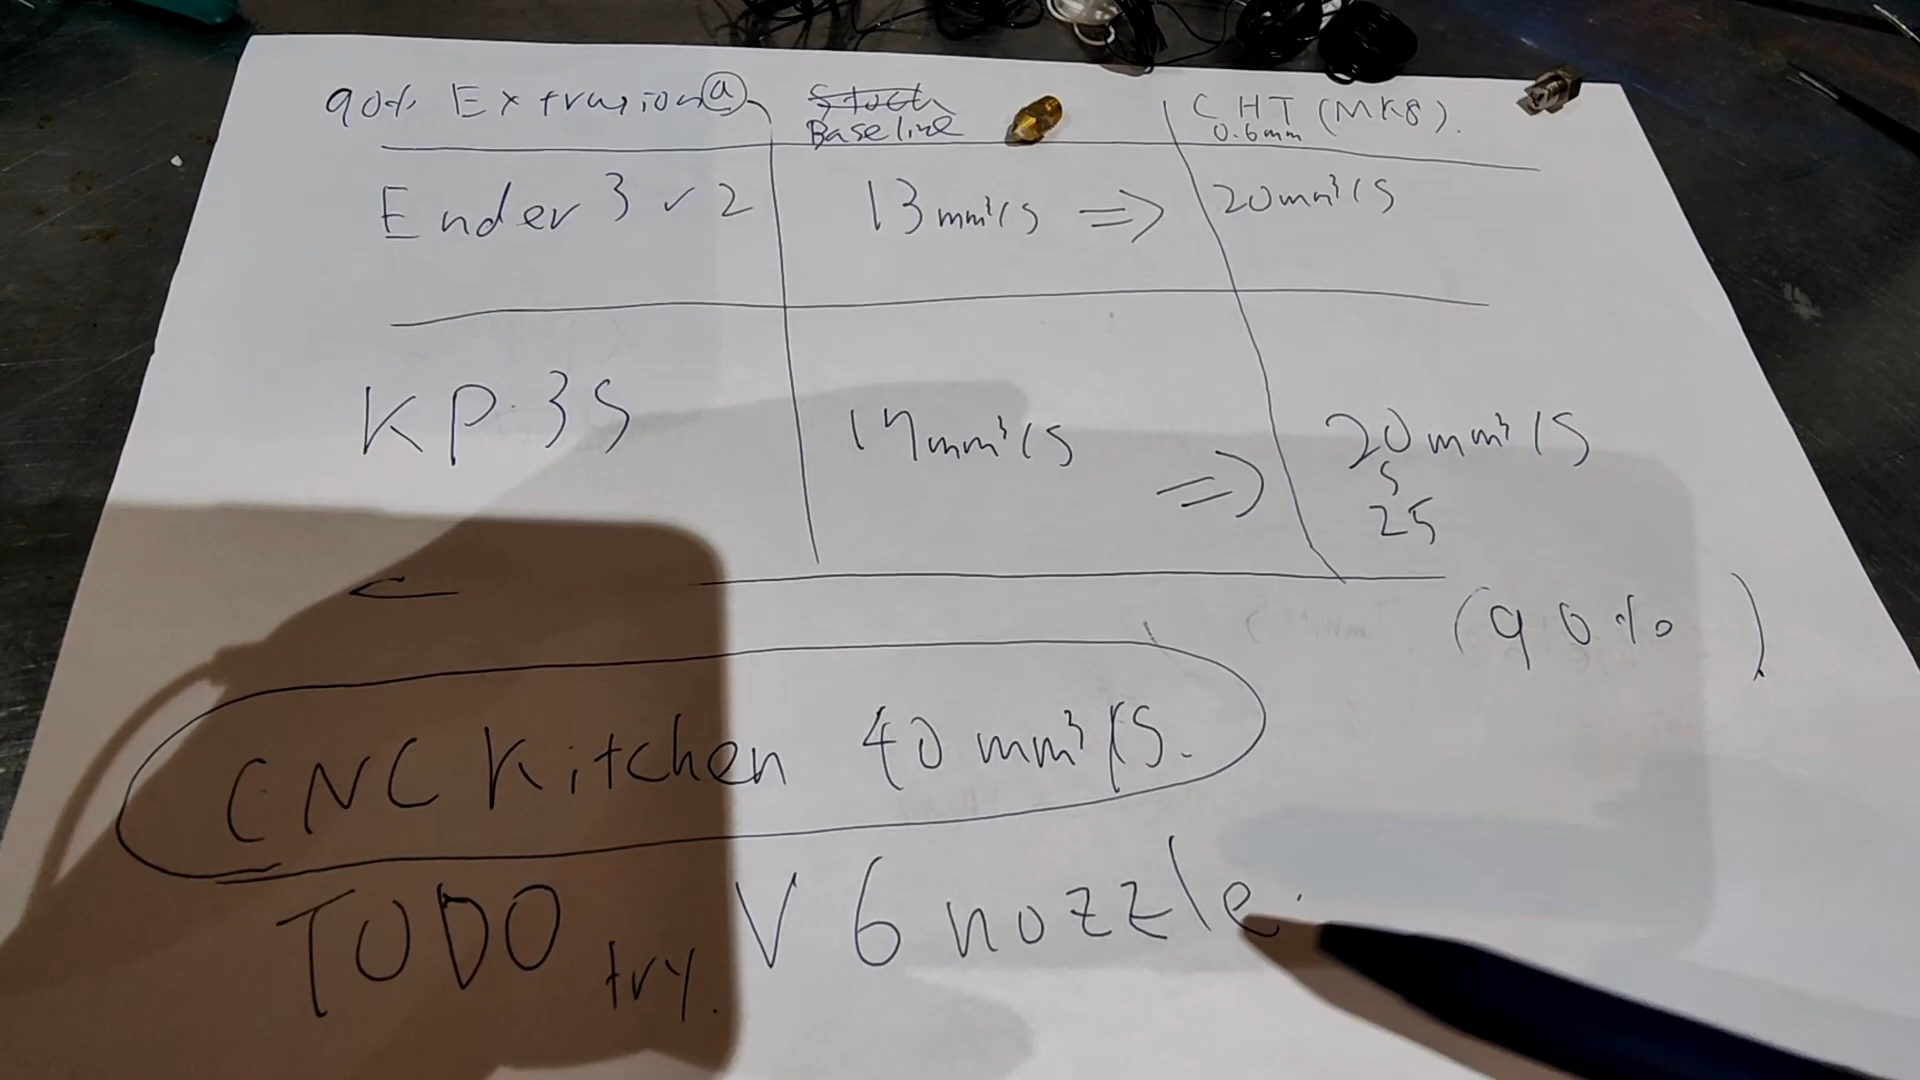 90% Extrusion@
Stock
Baseline
CHT (MK8).
0.6mm
Ender 3 v2 13mm³/s ⇒ 20mm³/s
KP3S 17mm³/s ⇒ 20mm³/s
25
(90%)
CNC Kitchen 40mm³/s.
TODO try. V6 nozzle.